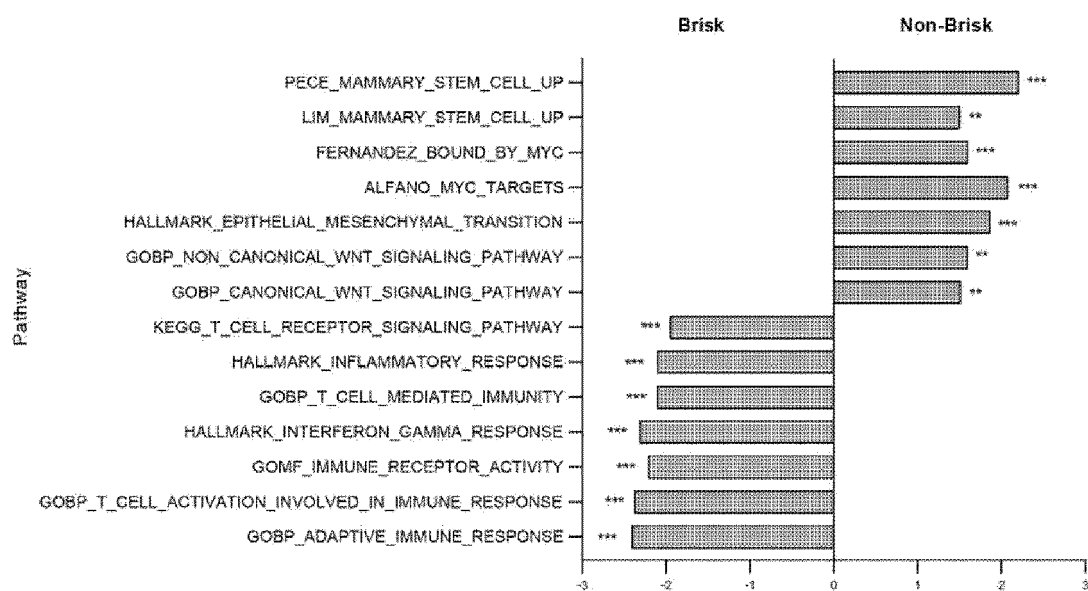 Brisk
Non-Brisk
PECE_MAMMARY_STEM_CELL_UP
***
LIM_MAMMARY_STEM_CELL_UP
**
FERNANDEZ_BOUND_BY_MYC
***
ALFANO_MYC_TARGETS
***
HALLMARK_EPITHELIAL_MESENCHYMAL_TRANSITION
***
GOBP_NON_CANONICAL_WNT_SIGNALING_PATHWAY
**
GOBP_CANONICAL_WNT_SIGNALING_PATHWAY
**
Pathway
KEGG_T_CELL_RECEPTOR_SIGNALING_PATHWAY
***
HALLMARK_INFLAMMATORY_RESPONSE
***
GOBP_T_CELL_MEDIATED_IMMUNITY
***
HALLMARK_INTERFERON_GAMMA_RESPONSE
***
GOMF_IMMUNE_RECEPTOR_ACTIVITY
***
GOBP_T_CELL_ACTIVATION_INVOLVED_IN_IMMUNE_RESPONSE
***
GOBP_ADAPTIVE_IMMUNE_RESPONSE
***
-3 -2 -1 0 1 2 3